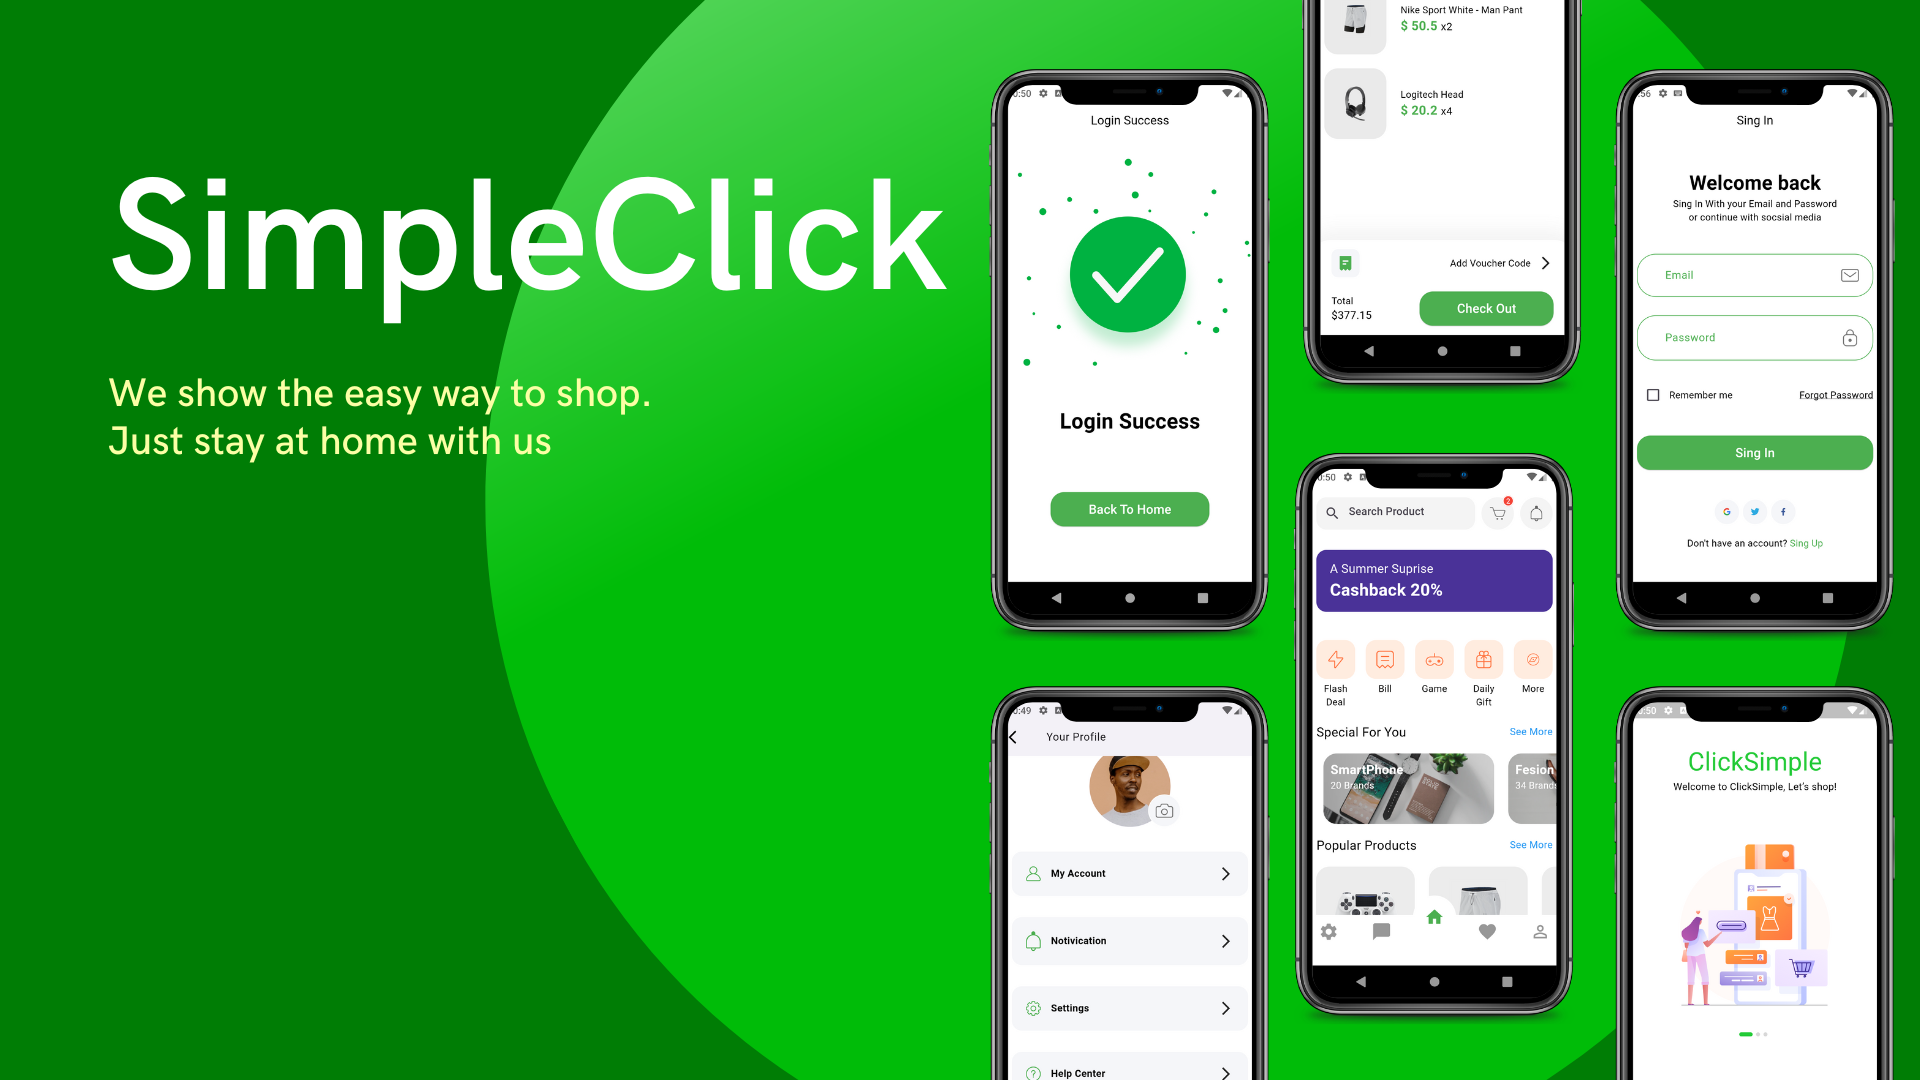 SimpleClick
We show the easy way to shop.
Just stay at home with us
0:50
Login Success
Login Success
Back To Home
Nike Sport White - Man Pant
$ 50.5 x2
Logitech Head
$ 20.2 x4
Add Voucher Code
Total
$377.15
Check Out
:56
Sing In
Welcome back
Sing In With your Email and Password
or continue with socsial media
Email
Password
Remember me
Forgot Password
Sing In
Don't have an account? Sing Up
0:50
Search Product
2
A Summer Suprise
Cashback 20%
Flash
Deal
Bill
Game
Daily
Gift
More
Special For You
See More
SmartPhone
20 Brands
Fesion
34 Brands
Popular Products
See More
0:49
Your Profile
My Account
Notivication
Settings
Help Center
:50
ClickSimple
Welcome to ClickSimple, Let's shop!